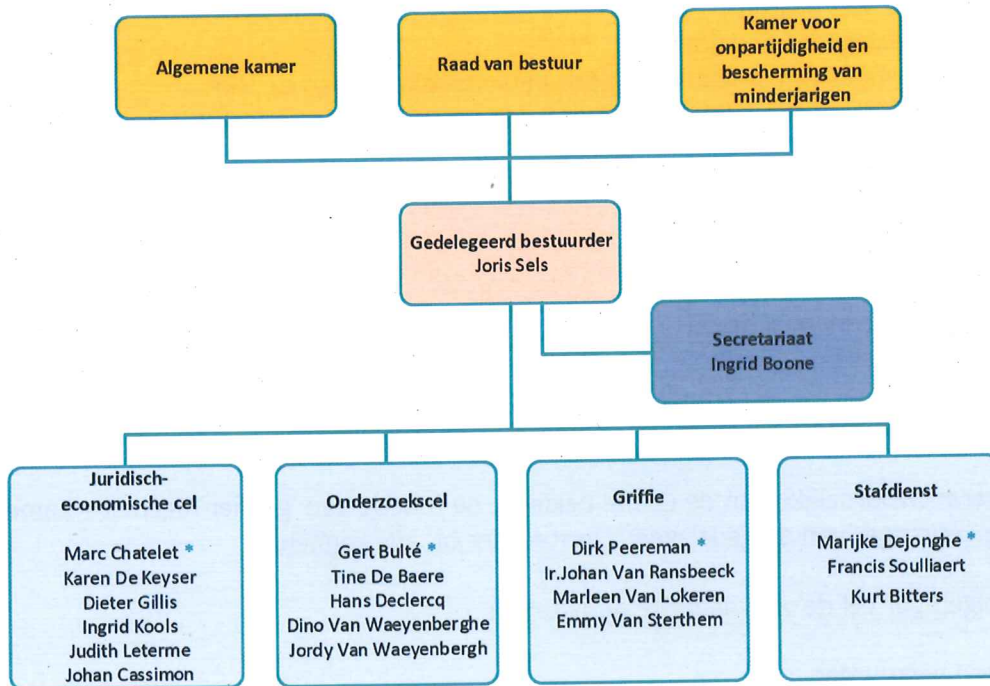 Algemene kamer
Raad van bestuur
Kamer voor
onpartijdigheid en
bescherming van
minderjarigen
Gedelegeerd bestuurder
Joris Sels
Secretariaat
Ingrid Boone
Juridisch-
economische cel
Marc Chatelet *
Karen De Keyser
Dieter Gillis
Ingrid Kools
Judith Leterme
Johan Cassimon
Onderzoekscel
Gert Bulté *
Tine De Baere
Hans Declercq
Dino Van Waeyenberghe
Jordy Van Waeyenbergh
Griffie
Dirk Peereman *
Ir.Johan Van Ransbeeck
Marleen Van Lokeren
Emmy Van Sterthem
Stafdienst
Marijke Dejonghe *
Francis Soulliaert
Kurt Bitters